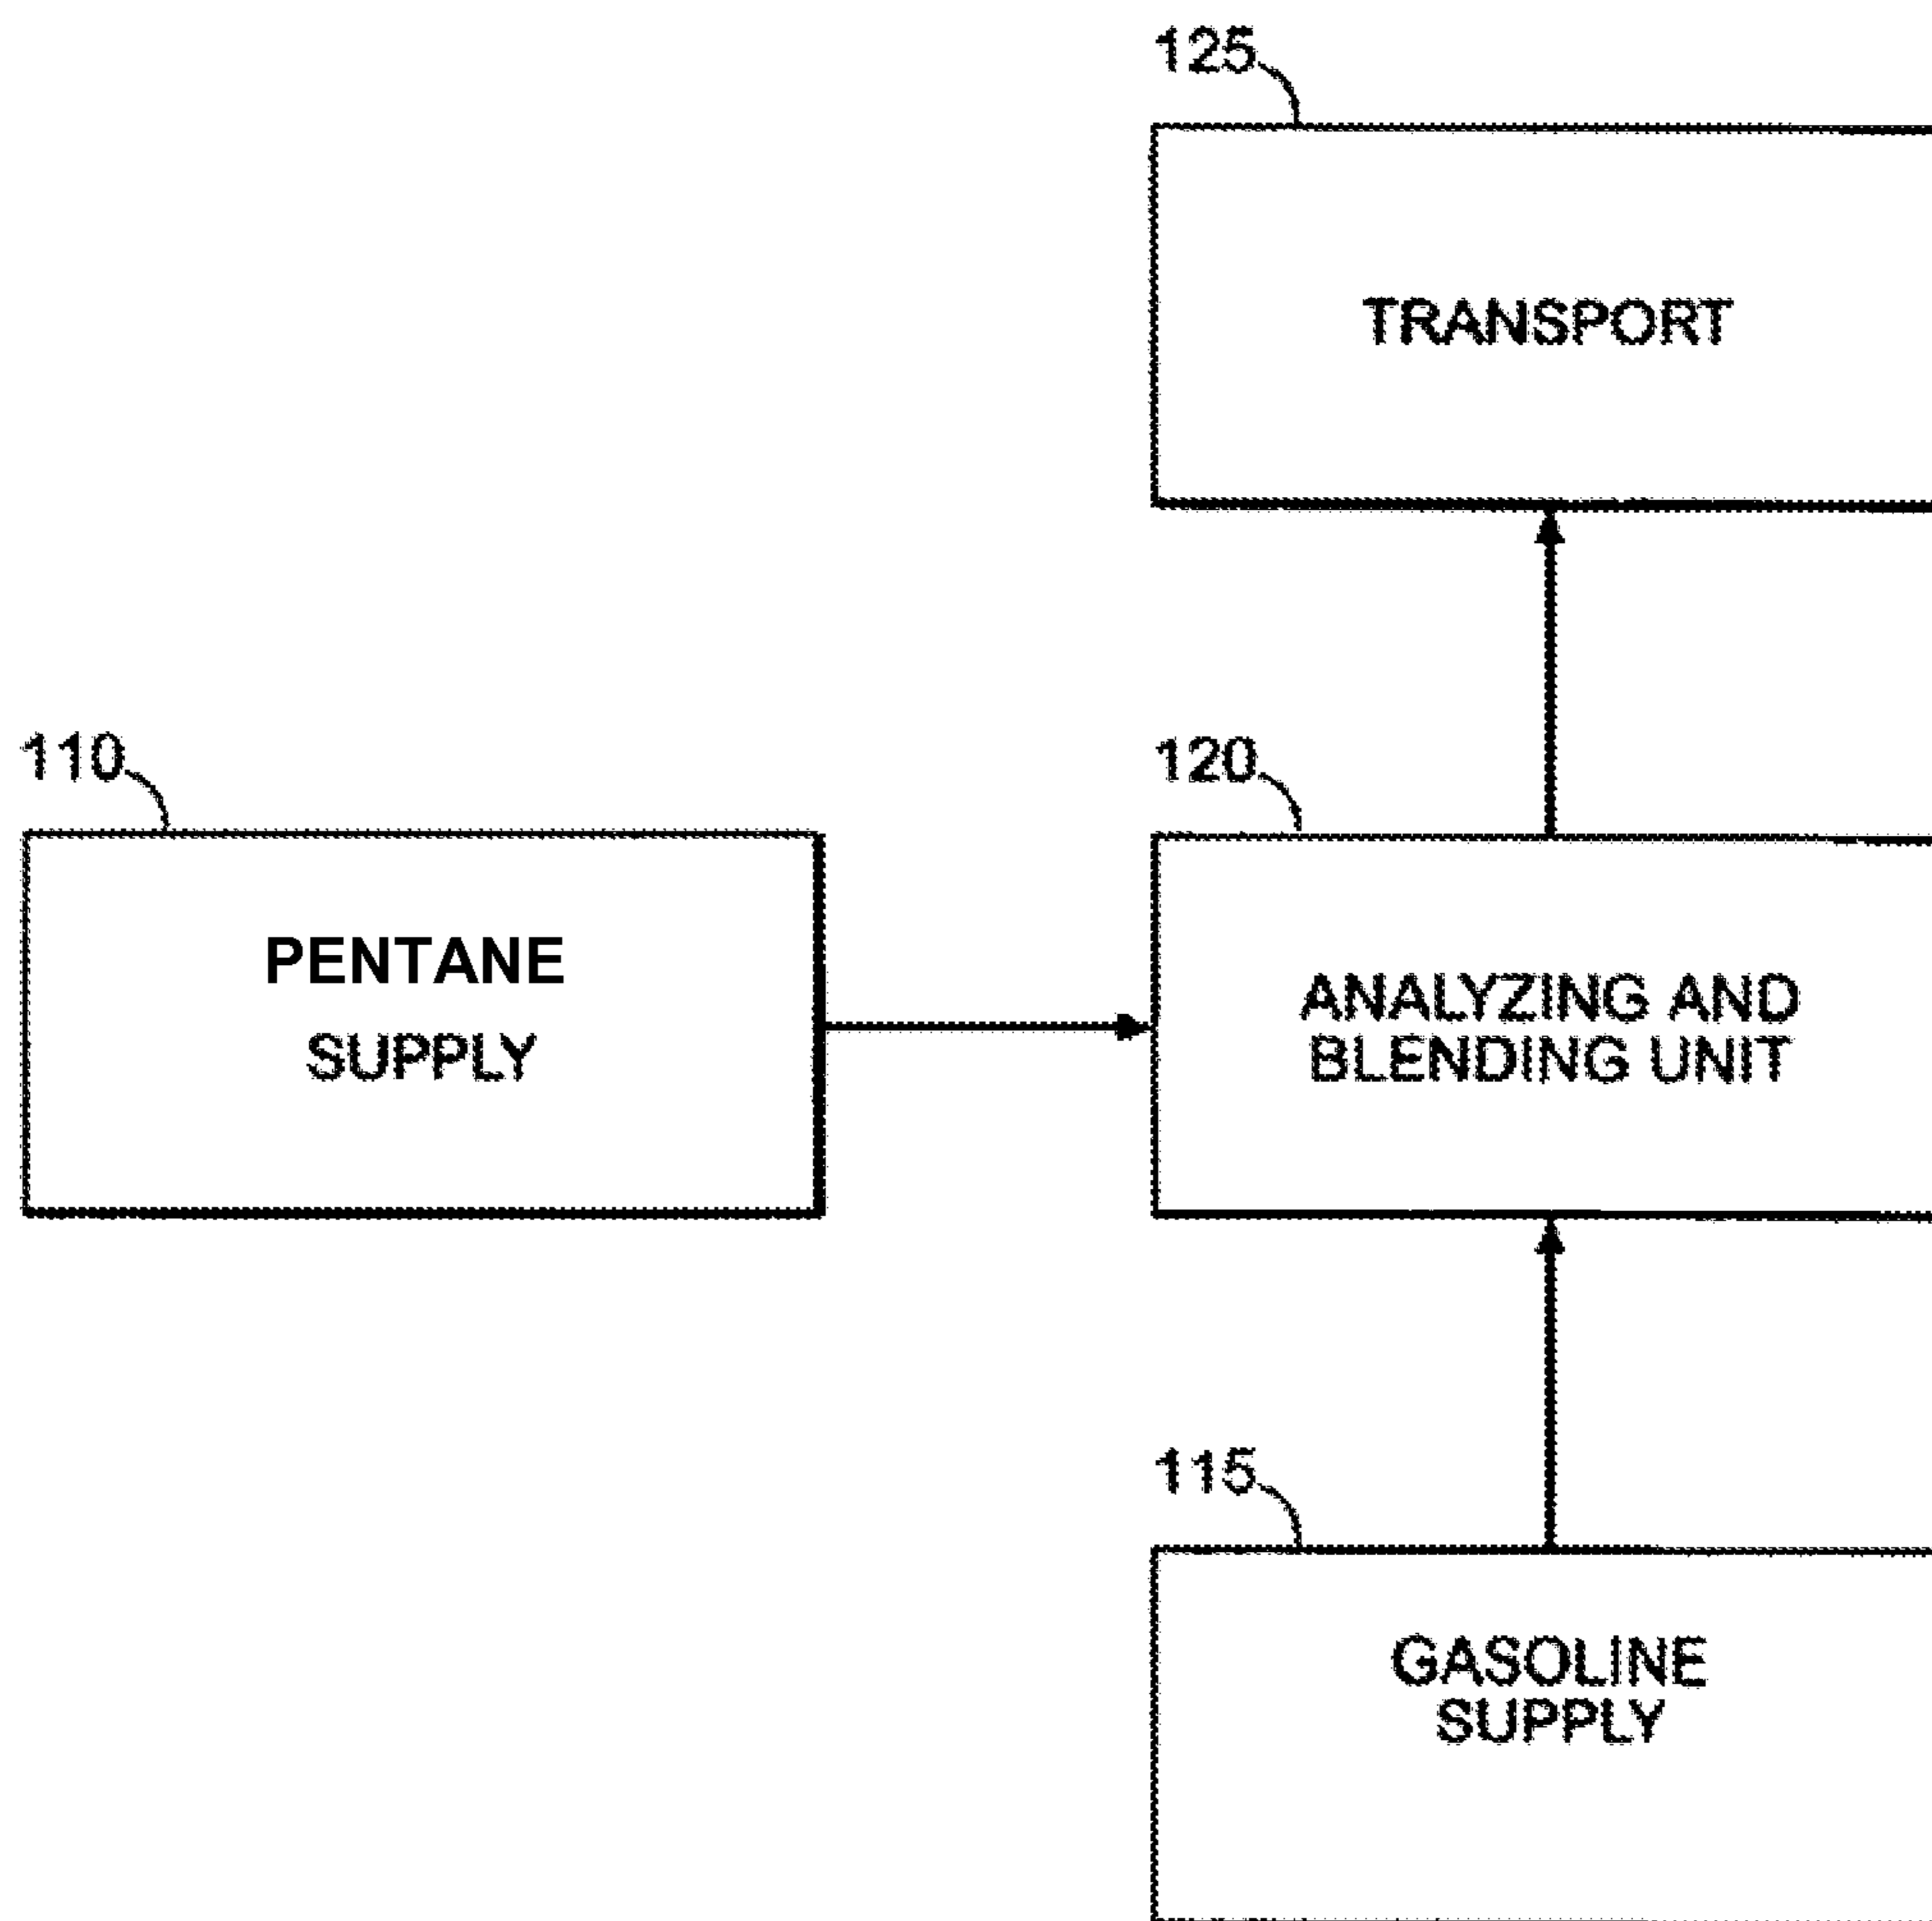 125
TRANSPORT
110
120
PENTANE
SUPPLY
ANALYZING AND
BLENDING UNIT
115
GASOLINE
SUPPLY